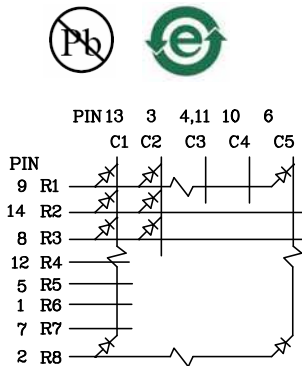 Pb
e
PIN 13 3 4,11 10 6
C1 C2 C3 C4 C5
PIN
9 R1
14 R2
8 R3
12 R4
5 R5
1 R6
7 R7
2 R8